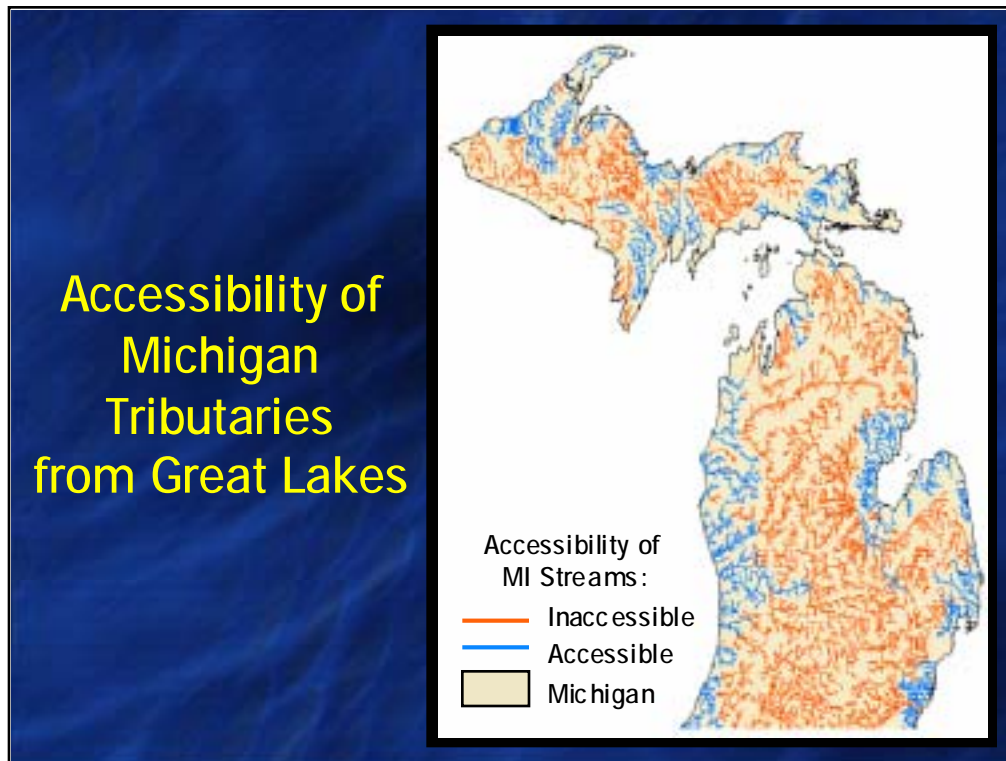 Accessibility of
Michigan
Tributaries
from Great Lakes
Accessibility of
MI Streams:
Inaccessible
Accessible
Michigan